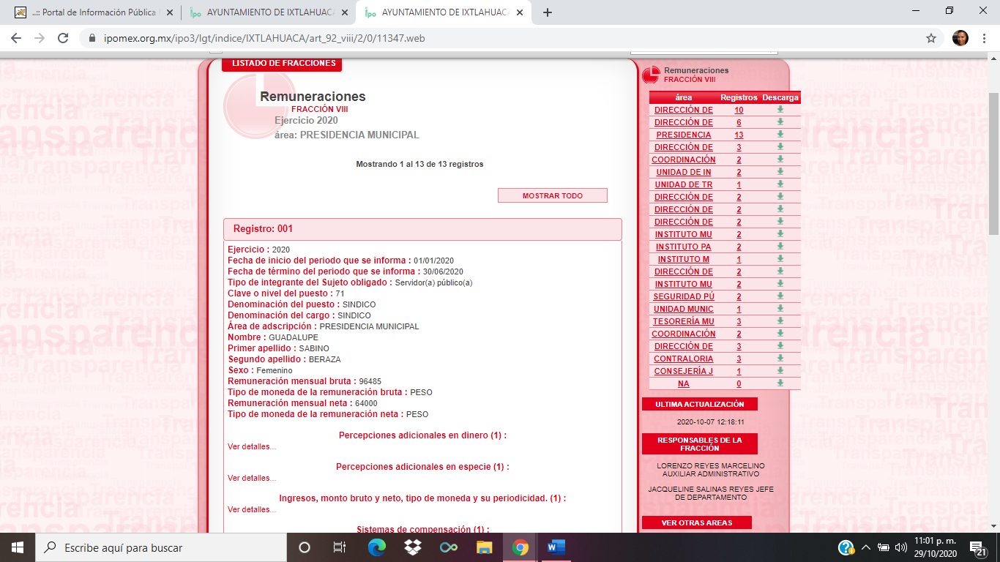 ..:: Portal de Información Pública
AYUNTAMIENTO DE IXTLAHUACA
AYUNTAMIENTO DE IXTLAHUACA
ipomex.org.mx/ipo3/lgt/indice/IXTLAHUACA/art_92_viii/2/0/11347.web
LISTADO DE FRACCIONES
Remuneraciones
FRACCIÓN VIII
Ejercicio 2020
área: PRESIDENCIA MUNICIPAL
Mostrando 1 al 13 de 13 registros
MOSTRAR TODO
Registro: 001
Ejercicio : 2020
Fecha de inicio del periodo que se informa : 01/01/2020
Fecha de término del periodo que se informa : 30/06/2020
Tipo de integrante del Sujeto obligado : Servidor(a) público(a)
Clave o nivel del puesto : 71
Denominación del puesto : SINDICO
Denominación del cargo : SINDICO
Área de adscripción : PRESIDENCIA MUNICIPAL
Nombre : GUADALUPE
Primer apellido : SABINO
Segundo apellido : BERAZA
Sexo : Femenino
Remuneración mensual bruta : 96485
Tipo de moneda de la remuneración bruta : PESO
Remuneración mensual neta : 64000
Tipo de moneda de la remuneración neta : PESO
Percepciones adicionales en dinero (1) :
Ver detalles...
Percepciones adicionales en especie (1) :
Ver detalles...
Ingresos, monto bruto y neto, tipo de moneda y su periodicidad. (1) :
Ver detalles...
Sistemas de compensación (1) :
Remuneraciones
FRACCIÓN VIII
área Registros Descarga
DIRECCIÓN DE 10
DIRECCIÓN DE 6
PRESIDENCIA 13
DIRECCIÓN DE 3
COORDINACIÓN 2
UNIDAD DE IN 2
UNIDAD DE TR 1
DIRECCIÓN DE 2
DIRECCIÓN DE 2
DIRECCIÓN DE 2
INSTITUTO MU 2
INSTITUTO PA 2
INSTITUTO M 1
DIRECCIÓN DE 2
INSTITUTO MU 2
SEGURIDAD PÚ 2
UNIDAD MUNIC 1
TESORERÍA MU 3
COORDINACIÓN 2
DIRECCIÓN DE 3
CONTRALORIA 3
CONSEJERÍA J 1
NA 0
ULTIMA ACTUALIZACIÓN
2020-10-07 12:18:11
RESPONSABLES DE LA
FRACCIÓN
LORENZO REYES MARCELINO
AUXILIAR ADMINISTRATIVO
JACQUELINE SALINAS REYES JEFE
DE DEPARTAMENTO
VER OTRAS AREAS
Escribe aquí para buscar
11:01 p. m.
29/10/2020
21